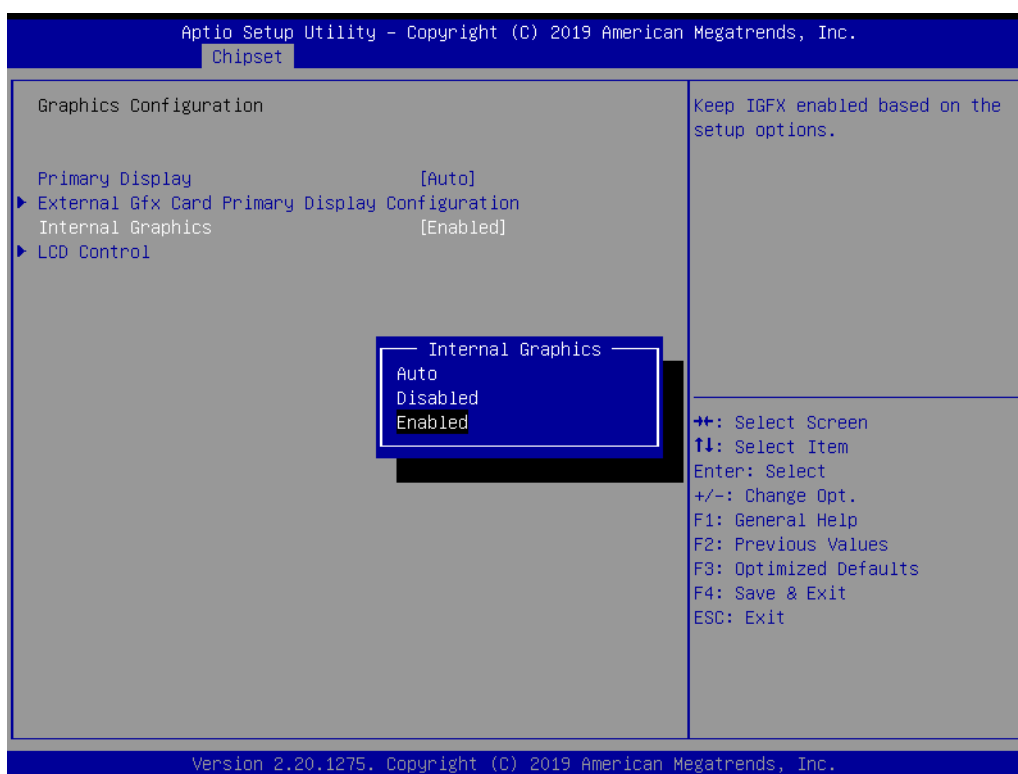 Aptio Setup Utility – Copyright (C) 2019 American Megatrends, Inc.
Chipset
Graphics Configuration
Primary Display [Auto]
External Gfx Card Primary Display Configuration
Internal Graphics [Enabled]
LCD Control
Internal Graphics
Auto
Disabled
Enabled
Keep IGFX enabled based on the
setup options.
→←: Select Screen
↑↓: Select Item
Enter: Select
+/-: Change Opt.
F1: General Help
F2: Previous Values
F3: Optimized Defaults
F4: Save & Exit
ESC: Exit
Version 2.20.1275. Copyright (C) 2019 American Megatrends, Inc.